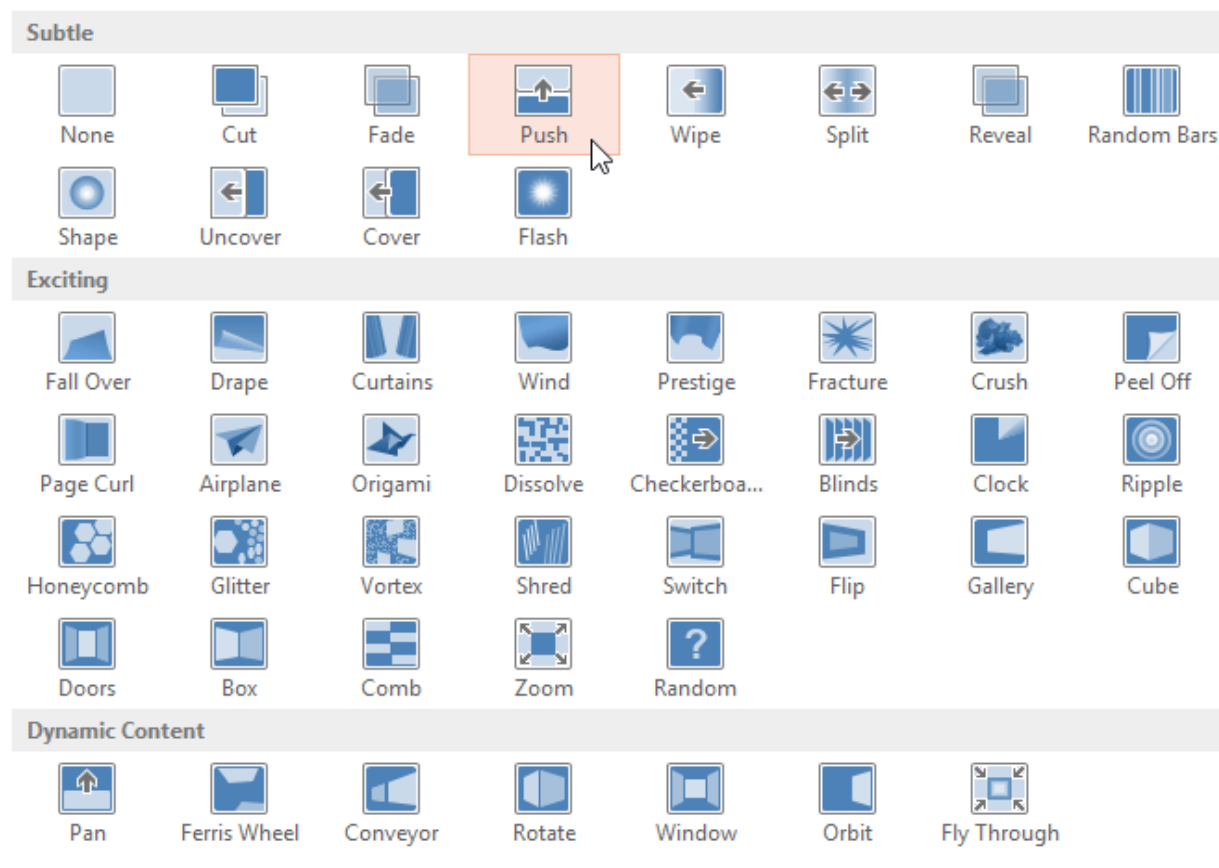 Subtle
None Cut Fade Push Wipe Split Reveal Random Bars
Shape Uncover Cover Flash
Exciting
Fall Over Drape Curtains Wind Prestige Fracture Crush Peel Off
Page Curl Airplane Origami Dissolve Checkerboa... Blinds Clock Ripple
Honeycomb Glitter Vortex Shred Switch Flip Gallery Cube
Doors Box Comb Zoom ? Random
Dynamic Content
Pan Ferris Wheel Conveyor Rotate Window Orbit Fly Through